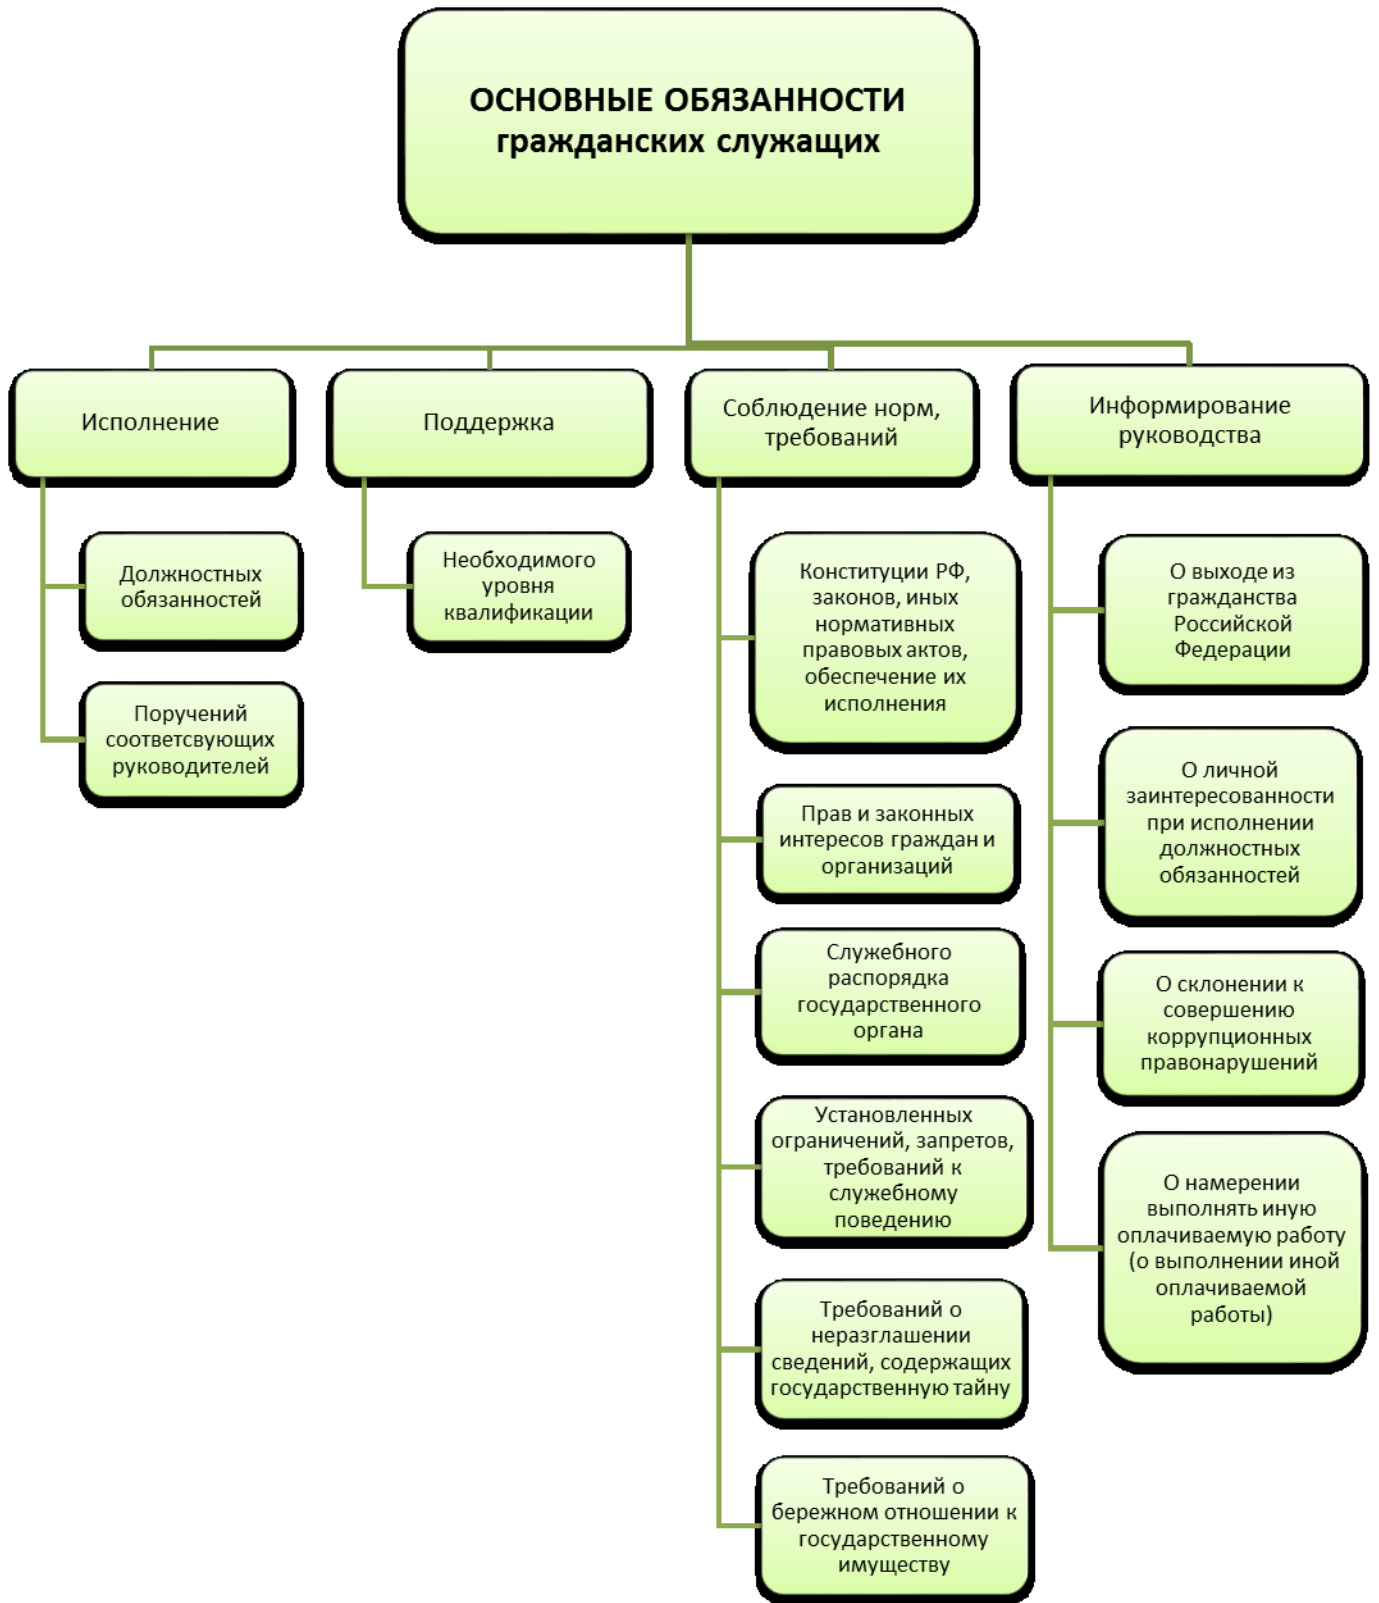 ОСНОВНЫЕ ОБЯЗАННОСТИ
гражданских служащих
Исполнение
Должностных
обязанностей
Поручений
соответсвующих
руководителей
Поддержка
Необходимого
уровня
квалификации
Соблюдение норм,
требований
Конституции РФ,
законов, иных
нормативных
правовых актов,
обеспечение их
исполнения
Прав и законных
интересов граждан и
организаций
Служебного
распорядка
государственного
органа
Установленных
ограничений, запретов,
требований к
служебному
поведению
Требований о
неразглашении
сведений, содержащих
государственную тайну
Требований о
бережном отношении к
государственному
имуществу
Информирование
руководства
О выходе из
гражданства
Российской
Федерации
О личной
заинтересованности
при исполнении
должностных
обязанностей
О склонении к
совершению
коррупционных
правонарушений
О намерении
выполнять иную
оплачиваемую работу
(о выполнении иной
оплачиваемой
работы)